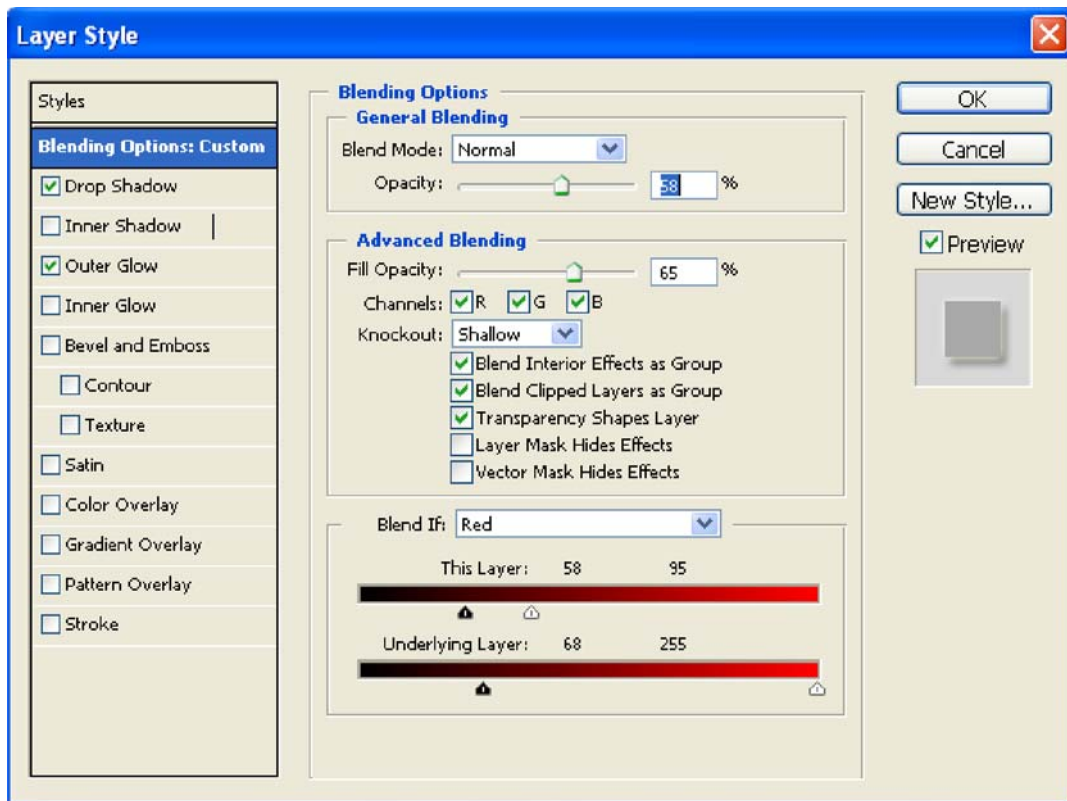 Layer Style
Styles
Blending Options: Custom
Drop Shadow
Inner Shadow
Outer Glow
Inner Glow
Bevel and Emboss
Contour
Texture
Satin
Color Overlay
Gradient Overlay
Pattern Overlay
Stroke
Blending Options
General Blending
Blend Mode: Normal
Opacity: 58 %
Advanced Blending
Fill Opacity: 65 %
Channels: R G B
Knockout: Shallow
Blend Interior Effects as Group
Blend Clipped Layers as Group
Transparency Shapes Layer
Layer Mask Hides Effects
Vector Mask Hides Effects
Blend If: Red
This Layer: 58 95
Underlying Layer: 68 255
OK
Cancel
New Style...
Preview